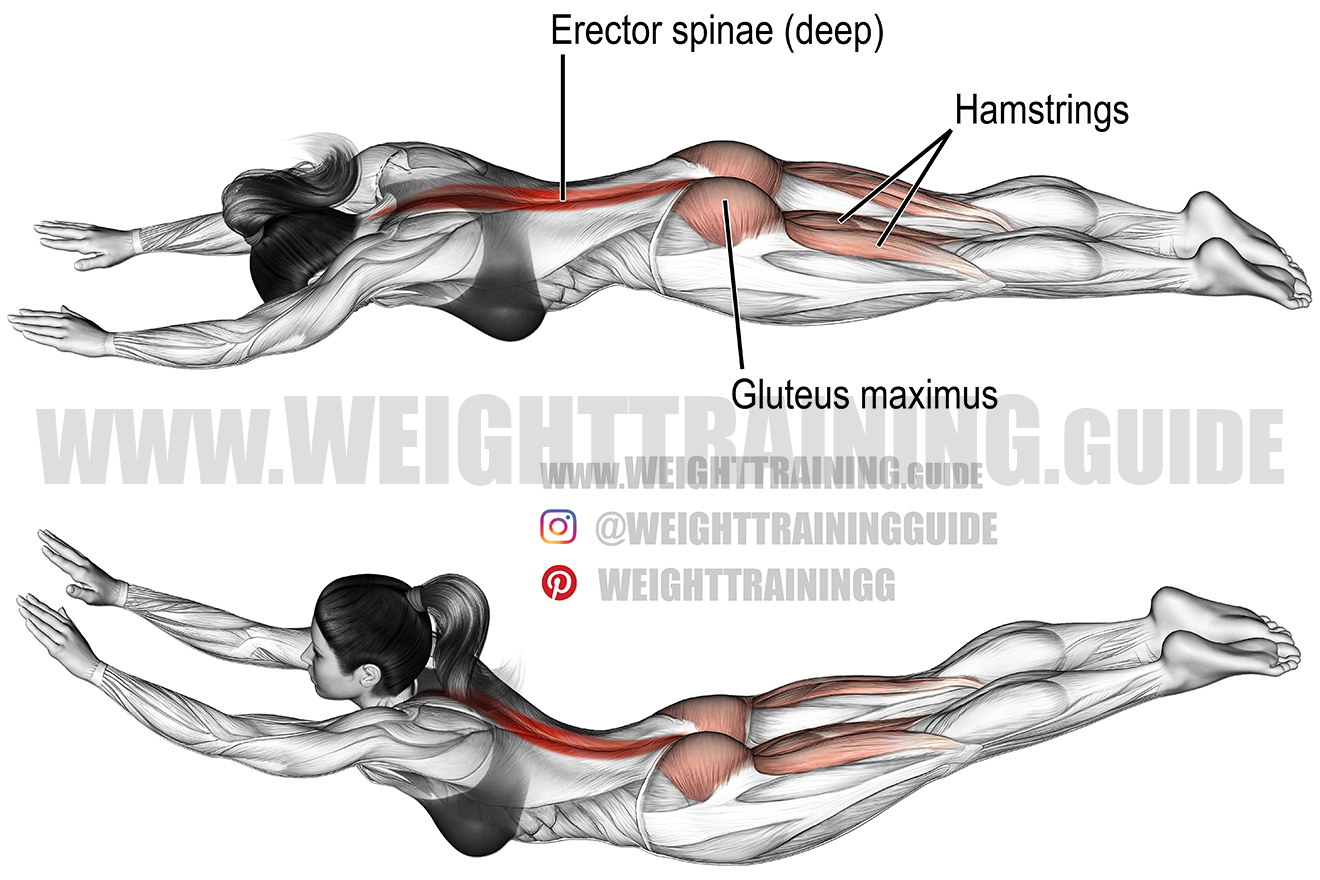 Erector spinae (deep)
Hamstrings
Gluteus maximus
WWW.WEIGHTTRAINING.GUIDE
WWW.WEIGHTTRAINING.GUIDE
@WEIGHTTRAININGGUIDE
WEIGHTTRAININGG